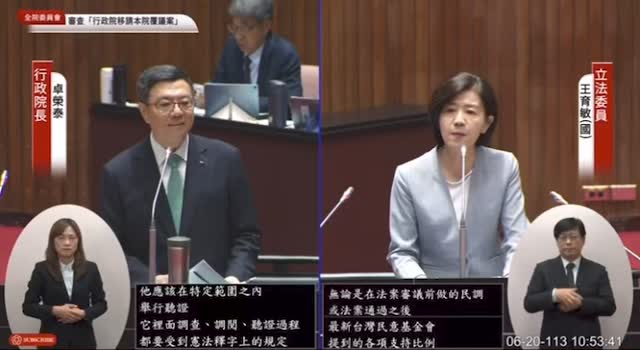 全院委員會
審查「行政院移請本院覆議案」
行政院長
卓榮泰
立法委員
王育敏(國)
他應該在特定範圍之內
舉行聽證
它裡面調查、調閱、聽證過程
都要受到憲法釋字上的規定
無論是在法案審議前做的民調
或法案通過之後
最新台灣民意基金會
提到的各項支持比例
SUBSCRIBE
06-20-113 10:53:41